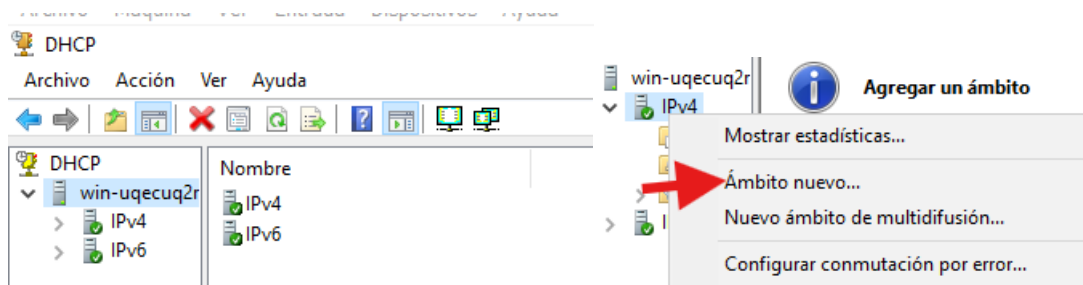 DHCP
Archivo Acción Ver Ayuda
DHCP
win-uqecuq2r
IPv4
IPv6
Nombre
IPv4
IPv6
win-uqecuq2r
IPv4
Agregar un ámbito
Mostrar estadísticas...
Ámbito nuevo...
Nuevo ámbito de multidifusión...
Configurar conmutación por error...